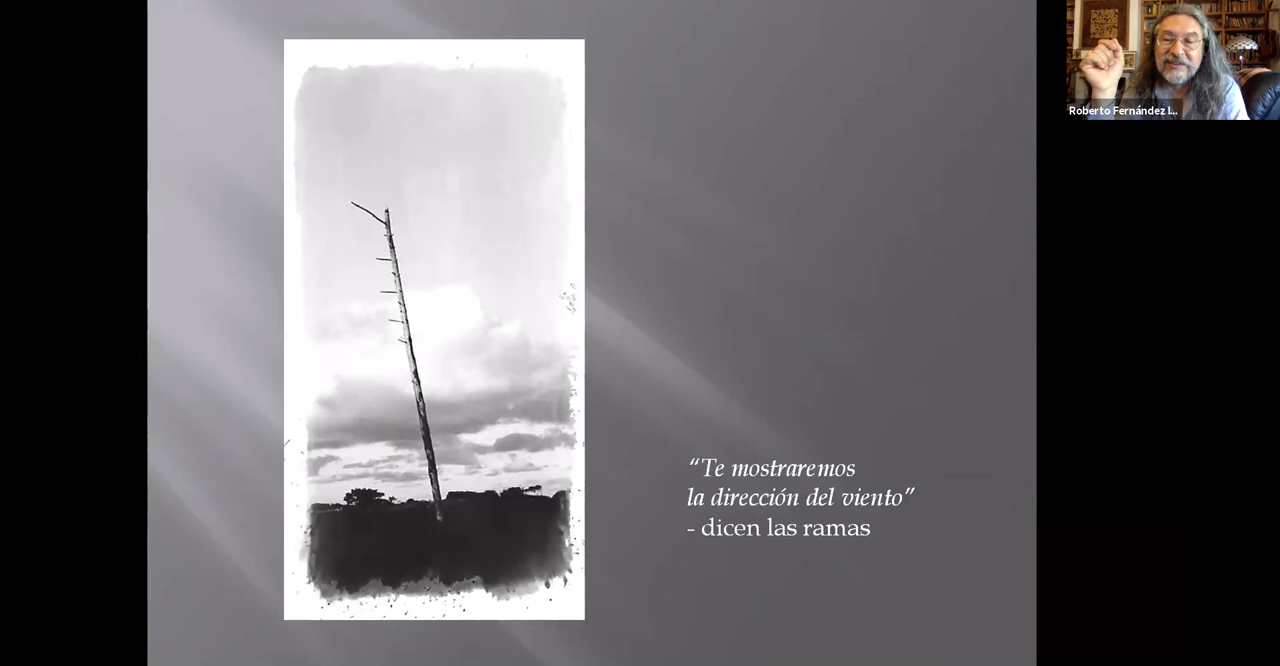 Roberto Fernández I...
“Te mostraremos
la dirección del viento”
- dicen las ramas